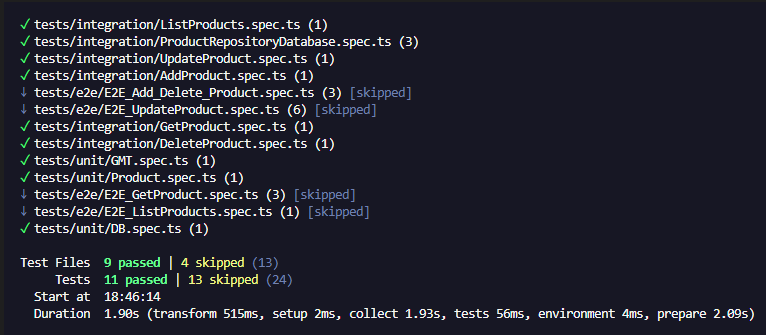 ✓ tests/integration/ListProducts.spec.ts (1)
✓ tests/integration/ProductRepositoryDatabase.spec.ts (3)
✓ tests/integration/UpdateProduct.spec.ts (1)
✓ tests/integration/AddProduct.spec.ts (1)
↓ tests/e2e/E2E_Add_Delete_Product.spec.ts (3) [skipped]
↓ tests/e2e/E2E_UpdateProduct.spec.ts (6) [skipped]
✓ tests/integration/GetProduct.spec.ts (1)
✓ tests/integration/DeleteProduct.spec.ts (1)
✓ tests/unit/GMT.spec.ts (1)
✓ tests/unit/Product.spec.ts (1)
↓ tests/e2e/E2E_GetProduct.spec.ts (3) [skipped]
↓ tests/e2e/E2E_ListProducts.spec.ts (1) [skipped]
✓ tests/unit/DB.spec.ts (1)
Test Files 9 passed | 4 skipped (13)
Tests 11 passed | 13 skipped (24)
Start at 18:46:14
Duration 1.90s (transform 515ms, setup 2ms, collect 1.93s, tests 56ms, environment 4ms, prepare 2.09s)